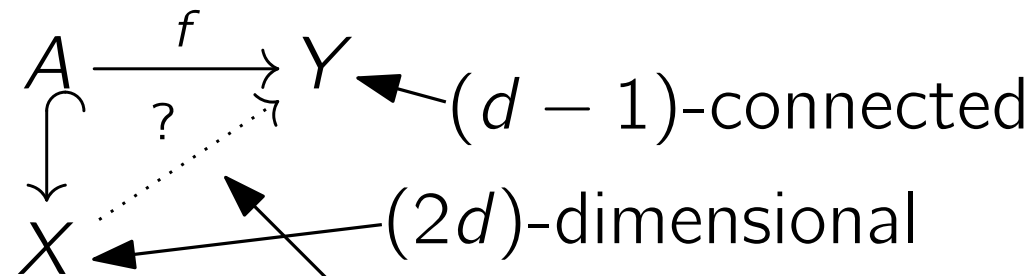 f
A Y
?
(d − 1)-connected
(2d)-dimensional
X